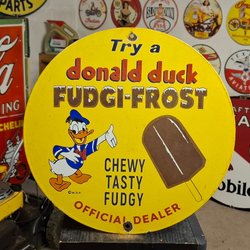 Try a
donald duck
FUDGI-FROST
CHEWY
TASTY
FUDGY
OFFICIAL DEALER